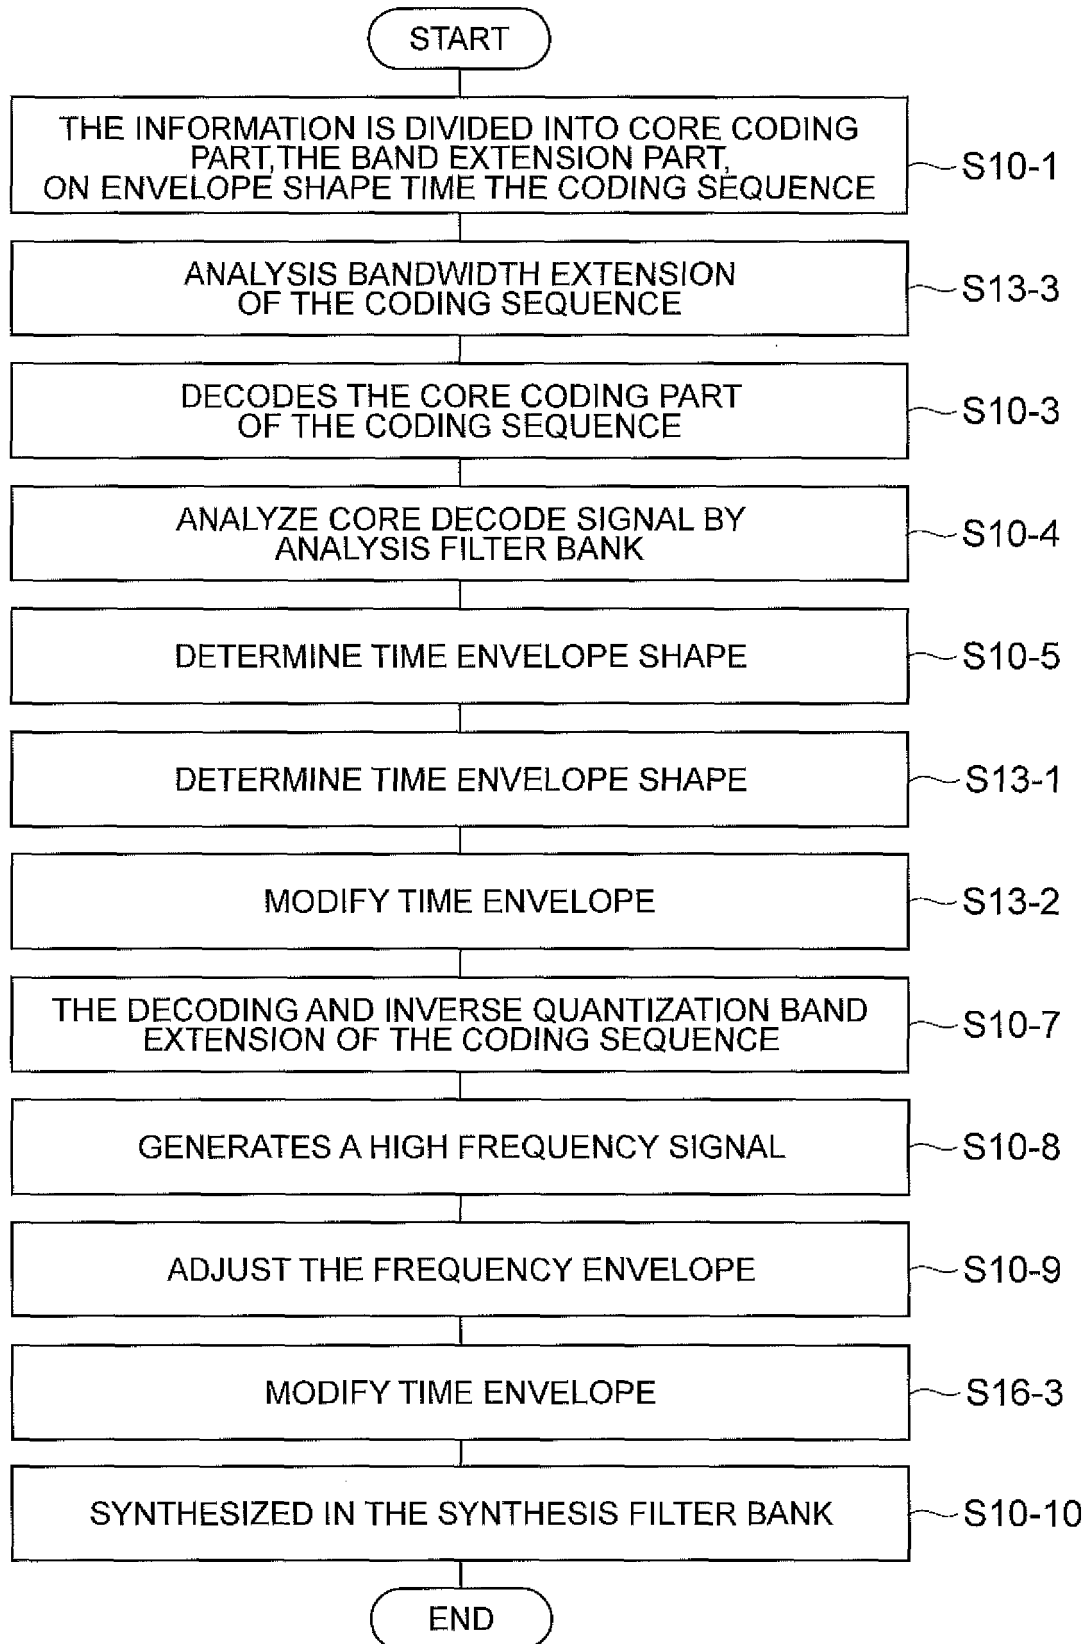 START
THE INFORMATION IS DIVIDED INTO CORE CODING
PART,THE BAND EXTENSION PART,
ON ENVELOPE SHAPE TIME THE CODING SEQUENCE
S10-1
ANALYSIS BANDWIDTH EXTENSION
OF THE CODING SEQUENCE
S13-3
DECODES THE CORE CODING PART
OF THE CODING SEQUENCE
S10-3
ANALYZE CORE DECODE SIGNAL BY
ANALYSIS FILTER BANK
S10-4
DETERMINE TIME ENVELOPE SHAPE
S10-5
DETERMINE TIME ENVELOPE SHAPE
S13-1
MODIFY TIME ENVELOPE
S13-2
THE DECODING AND INVERSE QUANTIZATION BAND
EXTENSION OF THE CODING SEQUENCE
S10-7
GENERATES A HIGH FREQUENCY SIGNAL
S10-8
ADJUST THE FREQUENCY ENVELOPE
S10-9
MODIFY TIME ENVELOPE
S16-3
SYNTHESIZED IN THE SYNTHESIS FILTER BANK
S10-10
END